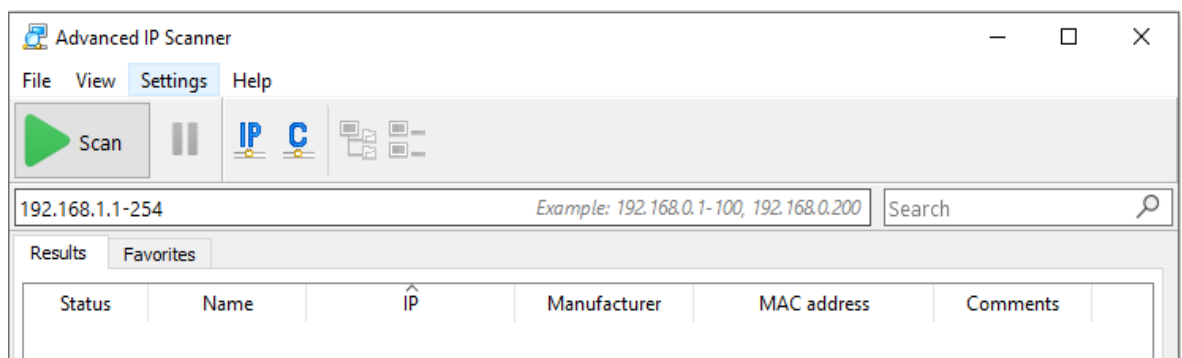 Advanced IP Scanner
File View Settings Help
Scan IP C
192.168.1.1-254 Example: 192.168.0.1-100, 192.168.0.200 Search
Results Favorites
Status Name IP Manufacturer MAC address Comments